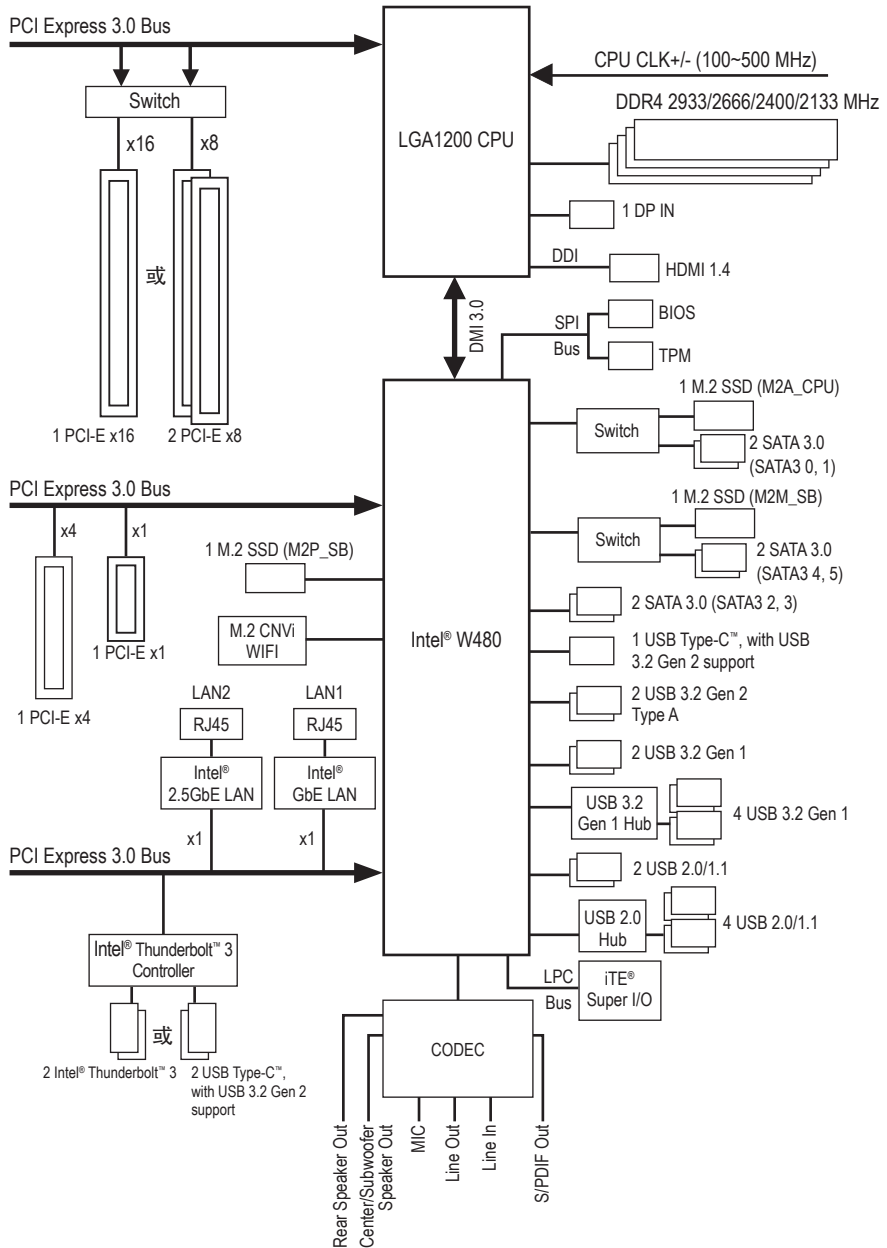 PCI Express 3.0 Bus
CPU CLK+/- (100~500 MHz)
Switch
DDR4 2933/2666/2400/2133 MHz
x16
x8
LGA1200 CPU
或
1 DP IN
DDI
HDMI 1.4
DMI 3.0
SPI
Bus
BIOS
TPM
1 PCI-E x16
2 PCI-E x8
1 M.2 SSD (M2A_CPU)
Switch
2 SATA 3.0
(SATA3 0, 1)
PCI Express 3.0 Bus
x4
x1
1 M.2 SSD (M2M_SB)
Switch
2 SATA 3.0
(SATA3 4, 5)
1 M.2 SSD (M2P_SB)
M.2 CNVi
WIFI
Intel® W480
2 SATA 3.0 (SATA3 2, 3)
1 USB Type-C™, with USB
3.2 Gen 2 support
1 PCI-E x1
1 PCI-E x4
LAN2
LAN1
RJ45
RJ45
2 USB 3.2 Gen 2
Type A
Intel®
2.5GbE LAN
Intel®
GbE LAN
2 USB 3.2 Gen 1
USB 3.2
Gen 1 Hub
4 USB 3.2 Gen 1
x1
x1
PCI Express 3.0 Bus
2 USB 2.0/1.1
USB 2.0
Hub
4 USB 2.0/1.1
Intel® Thunderbolt™ 3
Controller
LPC
Bus
iTE®
Super I/O
或
CODEC
2 Intel® Thunderbolt™ 3
2 USB Type-C™,
with USB 3.2 Gen 2
support
Rear Speaker Out
Center/Subwoofer
Speaker Out
MIC
Line Out
Line In
S/PDIF Out